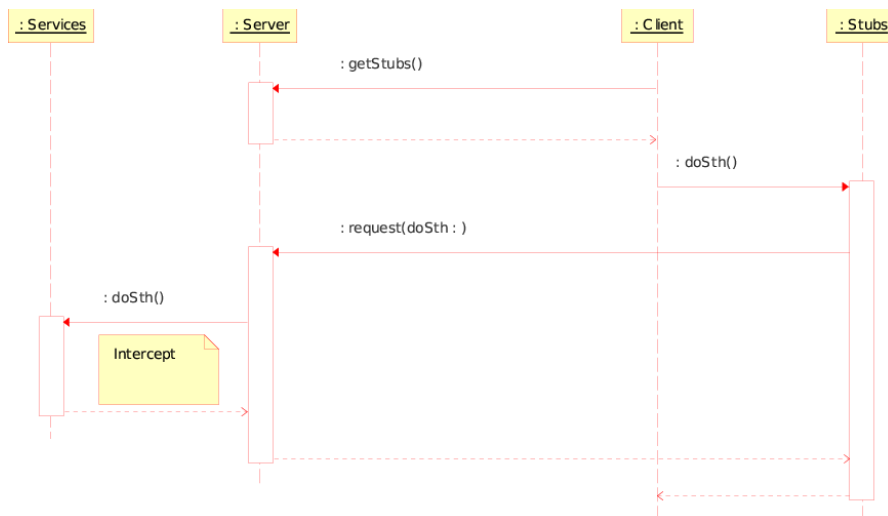 : Services
: Server
: Client
: Stubs
: getStubs()
: doSth()
: request(doSth : )
: doSth()
Intercept